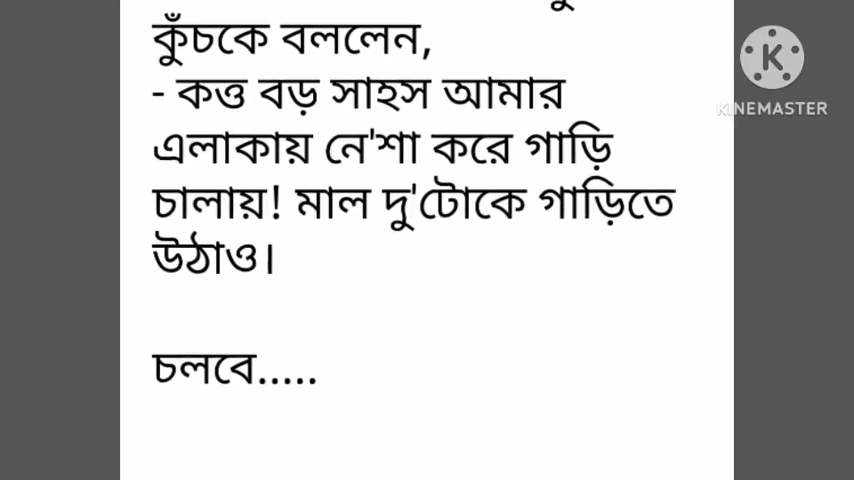 কুঁচকে বললেন,
- কত্ত বড় সাহস আমার
এলাকায় নে'শা করে গাড়ি
চালায়! মাল দু'টোকে গাড়িতে
উঠাও।
চলবে.....
KINEMASTER